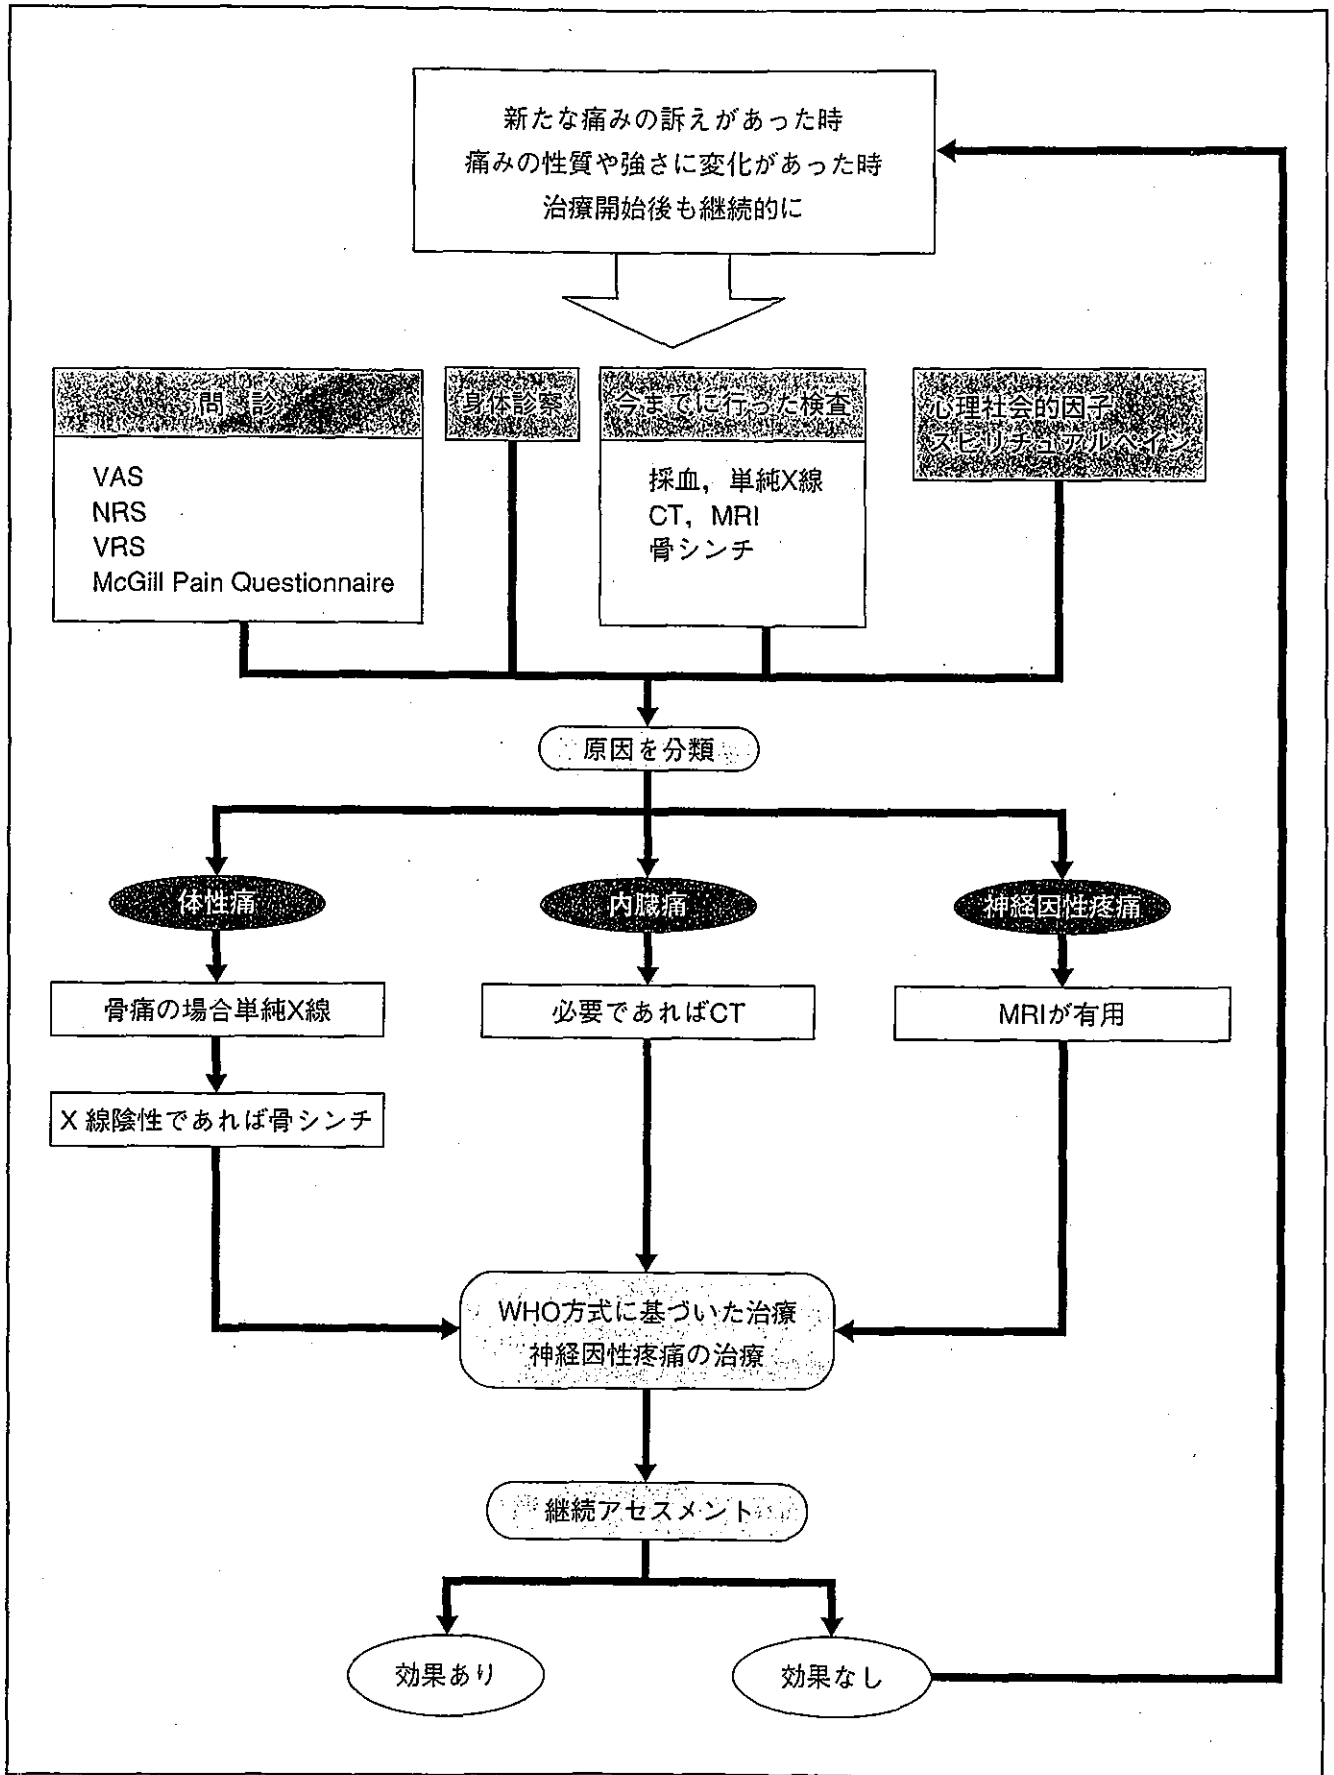 新たな痛みの訴えがあった時
痛みの性質や強さに変化があった時
治療開始後も継続的に
問 診
VAS
NRS
VRS
McGill Pain Questionnaire
身体診察
今までに行った検査
採血，単純X線
CT，MRI
骨シンチ
心理社会的因子
スピリチュアルペイン
原因を分類
体性痛
内臓痛
神経因性疼痛
骨痛の場合単純X線
必要であればCT
MRIが有用
X 線陰性であれば骨シンチ
WHO方式に基づいた治療
神経因性疼痛の治療
継続アセスメント
効果あり
効果なし